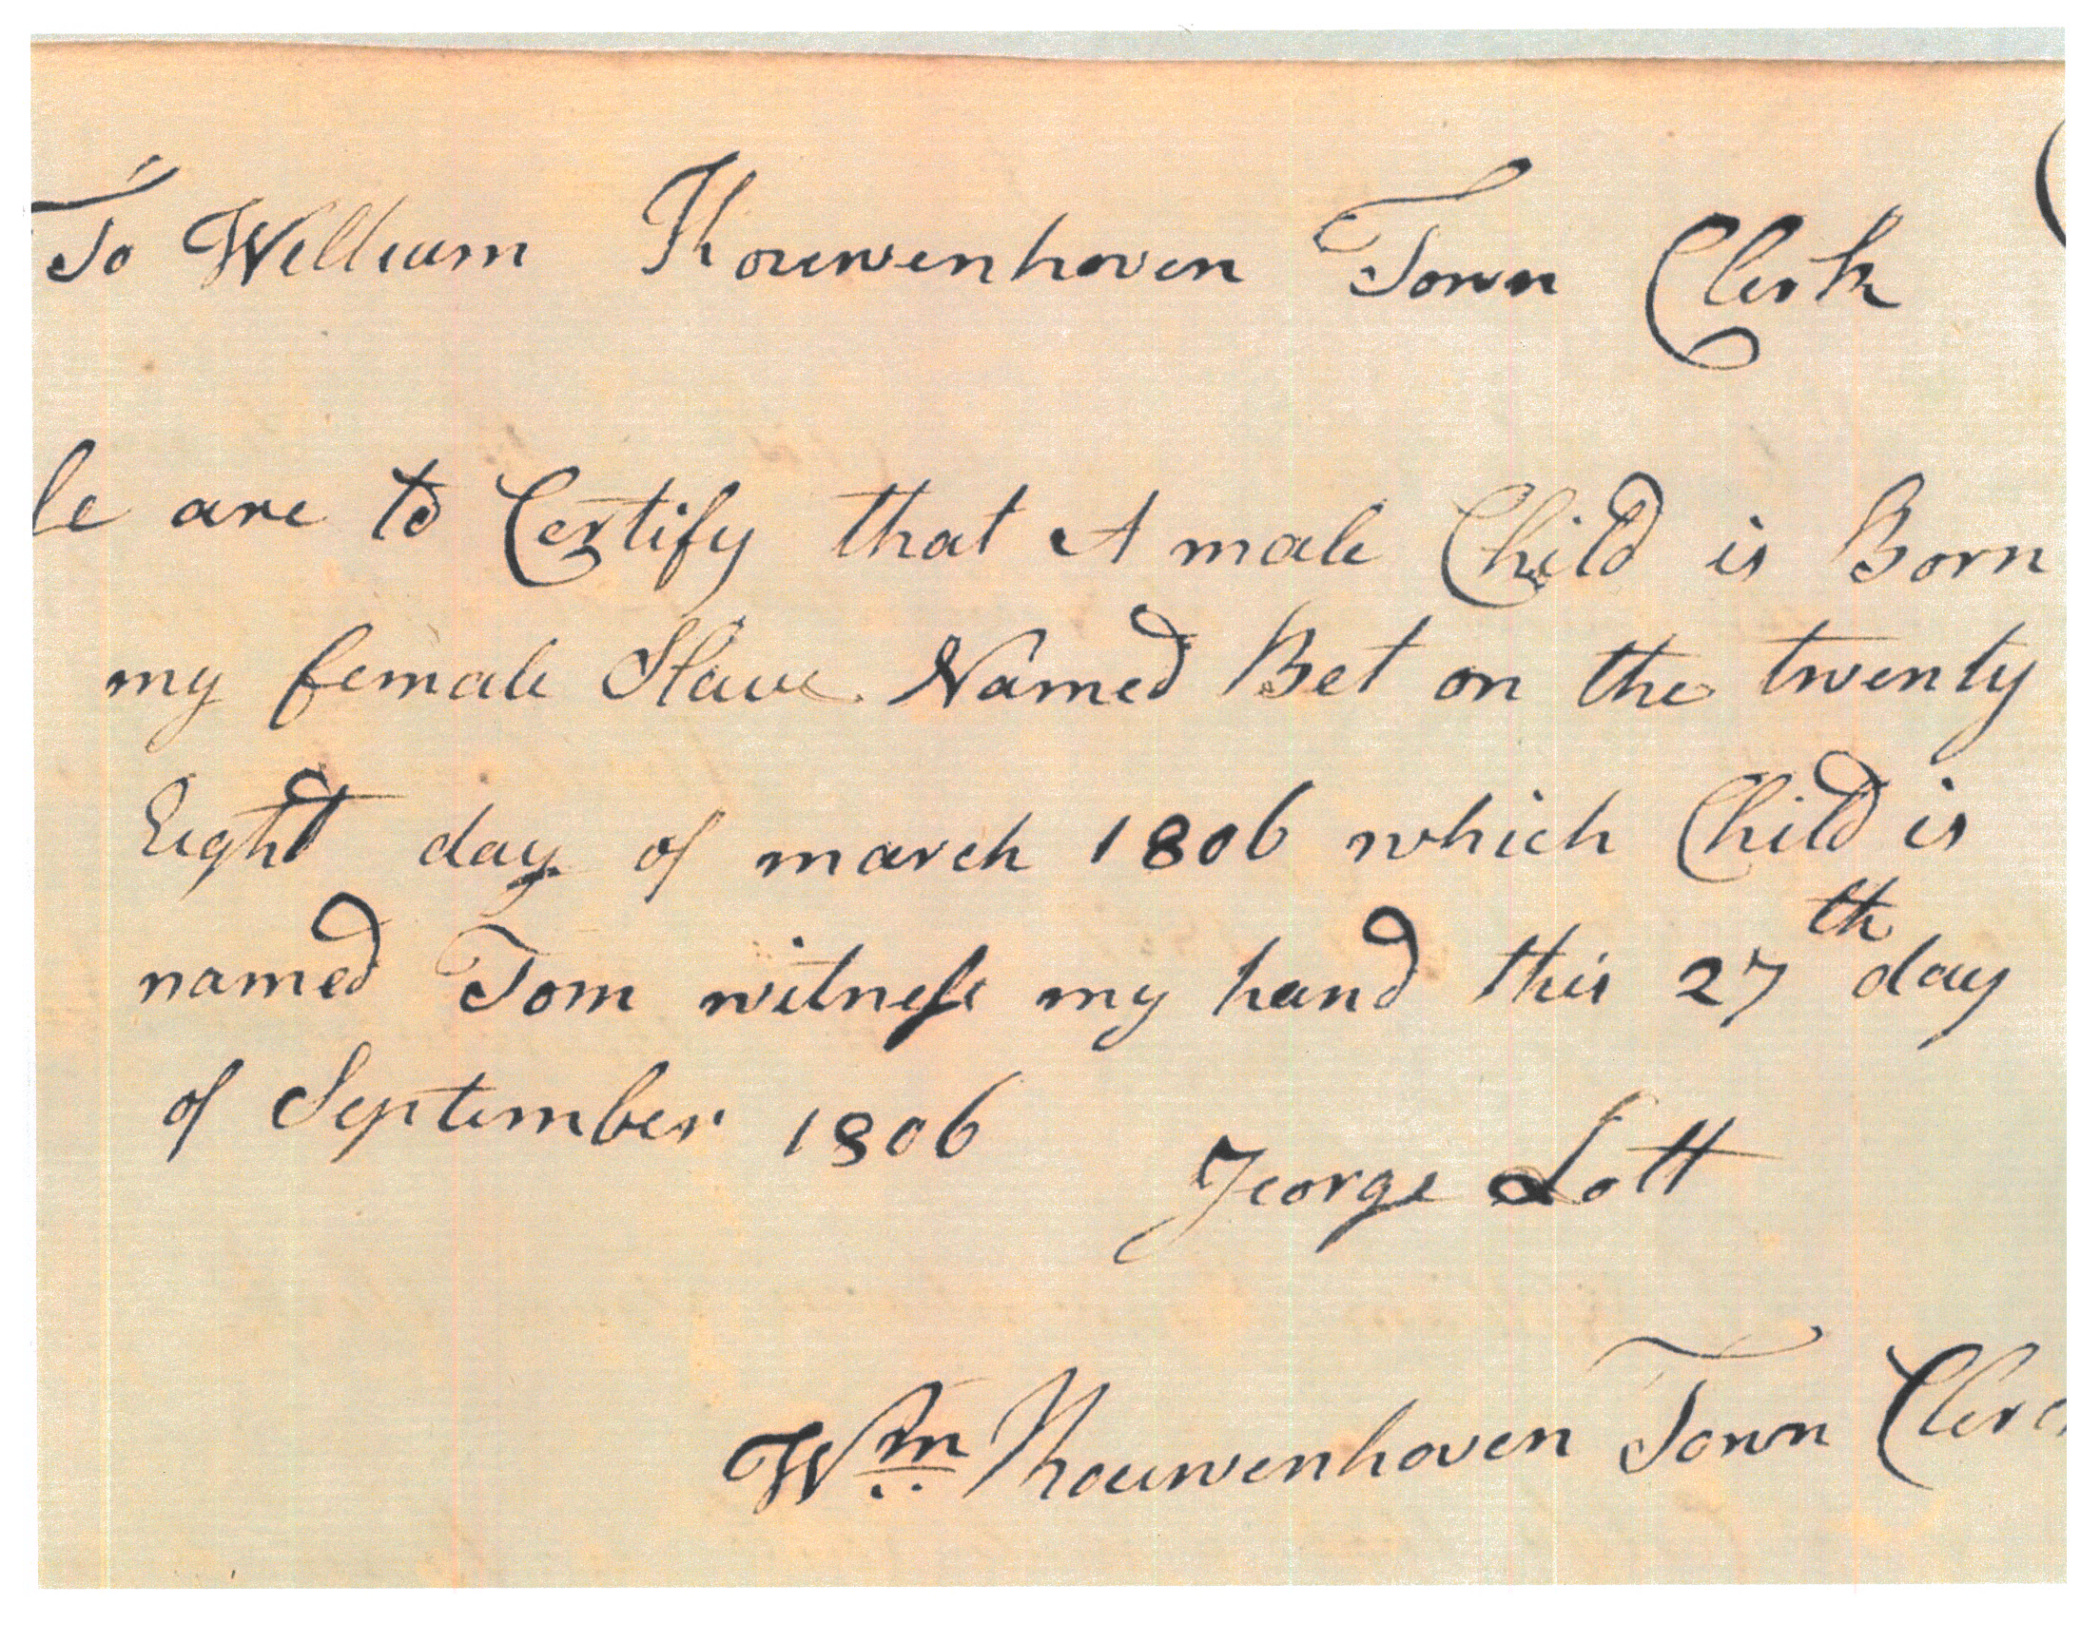 To William Kouwenhoven Town Clerk
le are to Certify that A male Child is Born
my female Slave Named Bet on the twenty
Eight day of march 1806 which Child is
named Tom witness my hand this 27th day
of September 1806
George Lott
Wm Kouwenhoven Town Cler